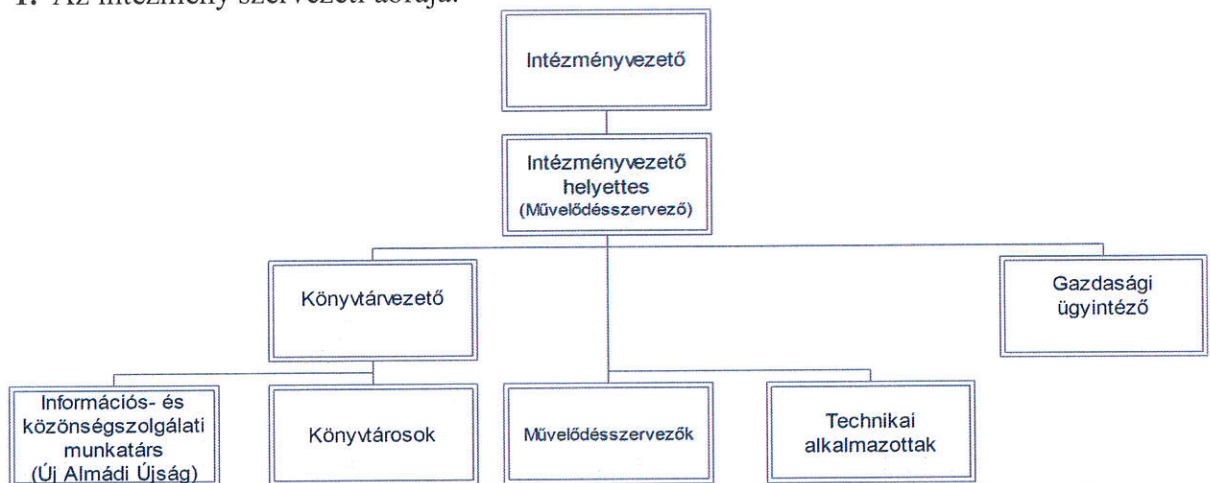 1. Az intézmény szervezeti ábrája:
Intézményvezető
Intézményvezető
helyettes
(Művelődésszervező)
Könyvtárvezető
Gazdasági
ügyintéző
Információs- és
közönségszolgálati
munkatárs
(Új Almádi Újság)
Könyvtárosok
Művelődésszervezők
Technikai
alkalmazottak